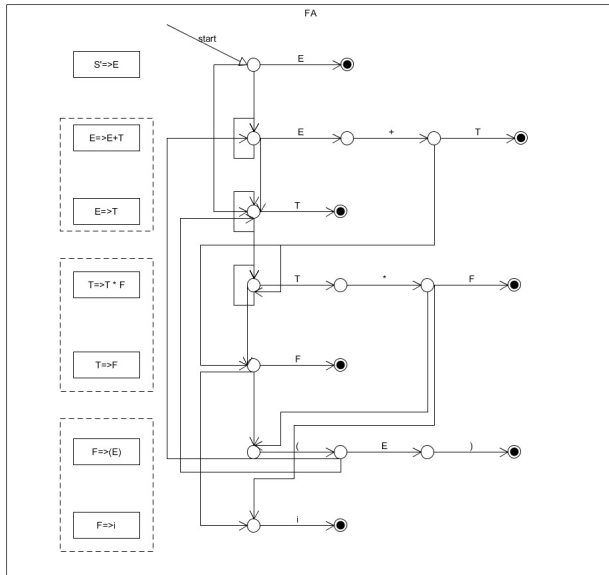 FA
start
S'=>E
E
E=>E+T
E
+
T
E=>T
T
T=>T * F
T
*
F
T=>F
F
F=>(E)
(
E
)
F=>i
i